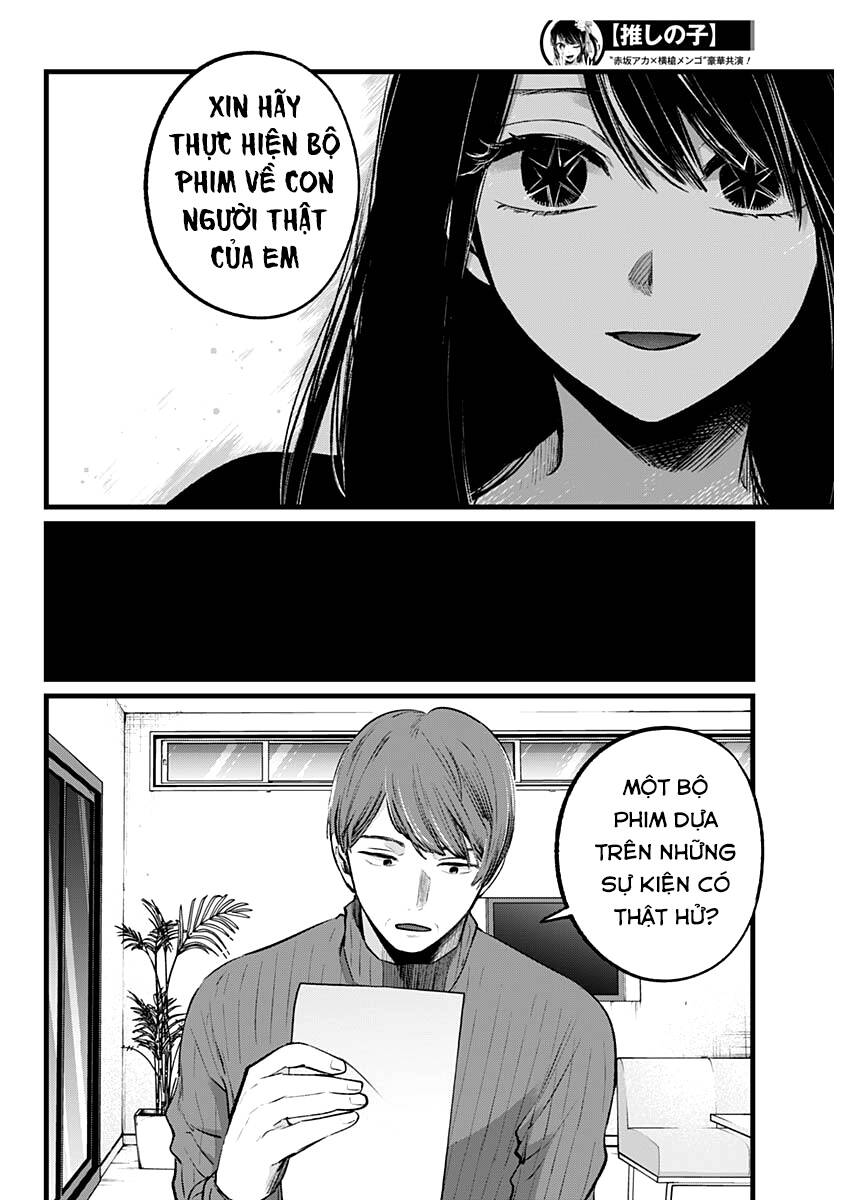 【推しの子】
"赤坂アカ×横槍メンゴ"豪華共演！
XIN HÃY
THỰC HIỆN BỘ
PHIM VỀ CON
NGƯỜI THẬT
CỦA EM
MỘT BỘ
PHIM DỰA
TRÊN NHỮNG
SỰ KIỆN CÓ
THẬT HỬ?